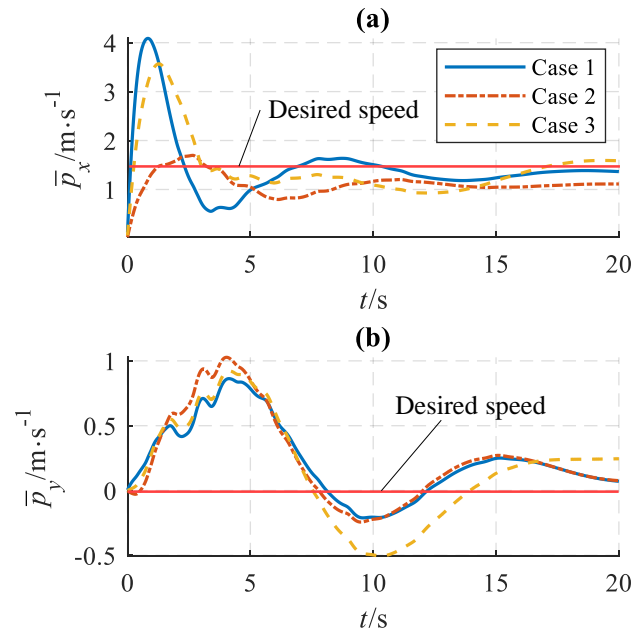 (a)
4
3
2
1
p̅x/m·s⁻¹
Desired speed
Case 1
Case 2
Case 3
0
5
10
15
20
t/s
(b)
1
0.5
0
-0.5
p̅y/m·s⁻¹
Desired speed
0
5
10
15
20
t/s